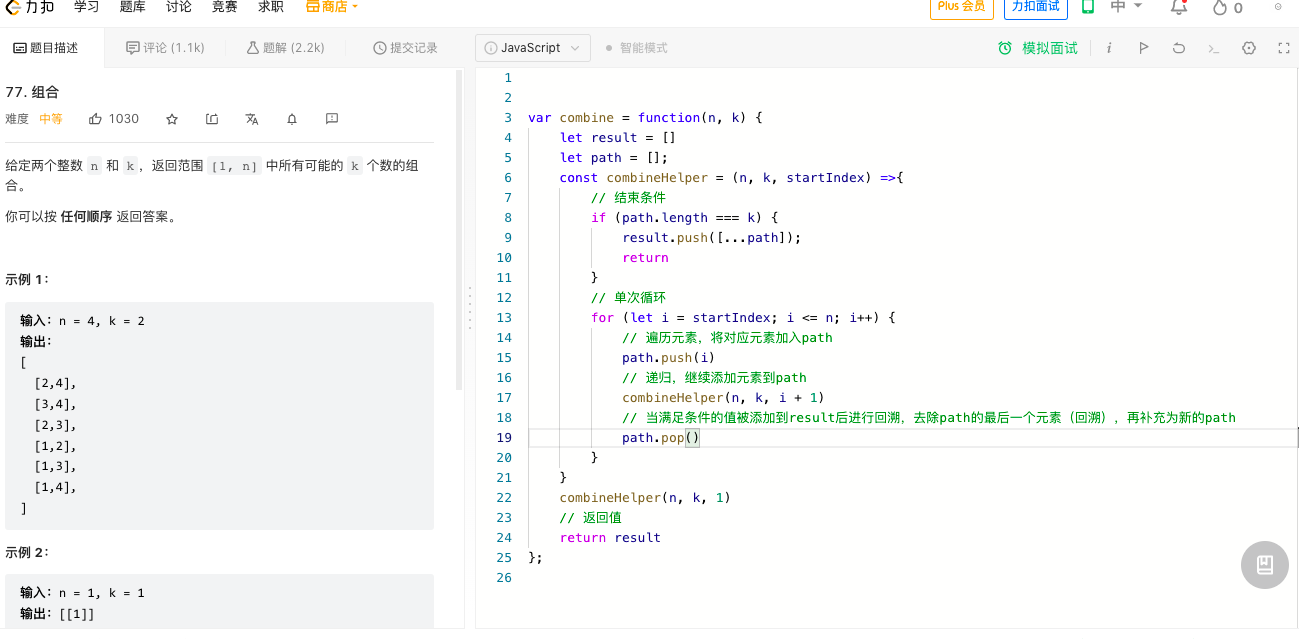 力扣 学习 题库 讨论 竞赛 求职 商店 Plus 会员 力扣面试 中 0
题目描述 评论 (1.1k) 题解 (2.2k) 提交记录 JavaScript 智能模式 模拟面试
77. 组合
难度 中等 1030
给定两个整数 n 和 k，返回范围 [1, n] 中所有可能的 k 个数的组
合。
你可以按 任何顺序 返回答案。
示例 1：
输入：n = 4, k = 2
输出：
[
[2,4],
[3,4],
[2,3],
[1,2],
[1,3],
[1,4],
]
示例 2：
输入：n = 1, k = 1
输出：[[1]]
1
2
3 var combine = function(n, k) {
4 let result = []
5 let path = [];
6 const combineHelper = (n, k, startIndex) =>{
7 // 结束条件
8 if (path.length === k) {
9 result.push([...path]);
10 return
11 }
12 // 单次循环
13 for (let i = startIndex; i <= n; i++) {
14 // 遍历元素，将对应元素加入path
15 path.push(i)
16 // 递归，继续添加元素到path
17 combineHelper(n, k, i + 1)
18 // 当满足条件的值被添加到result后进行回溯，去除path的最后一个元素（回溯），再补充为新的path
19 path.pop()
20 }
21 }
22 combineHelper(n, k, 1)
23 // 返回值
24 return result
25 };
26